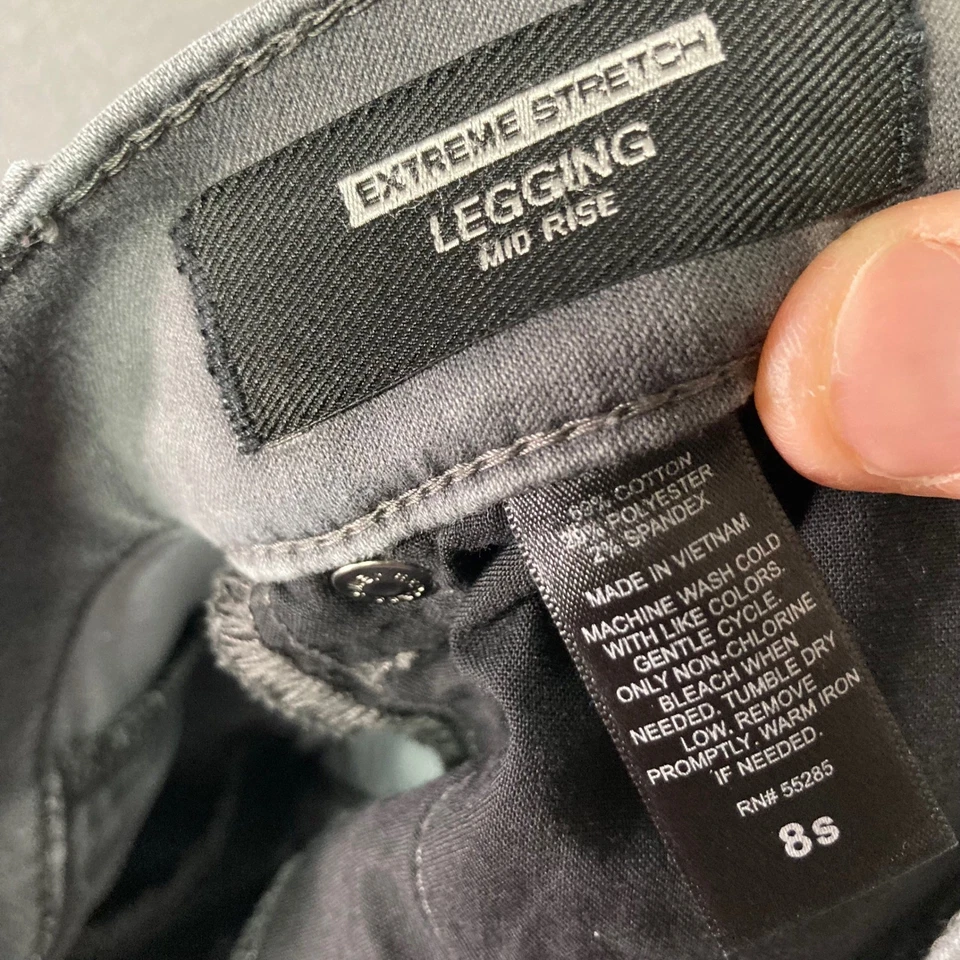 EXTREME STRETCH
LEGGING
MID RISE
COTTON
POLYESTER
2% SPANDEX
MADE IN VIETNAM
MACHINE WASH COLD
WITH LIKE COLORS.
GENTLE CYCLE.
ONLY NON-CHLORINE
BLEACH WHEN
NEEDED. TUMBLE DRY
LOW. REMOVE
PROMPTLY. WARM IRON
IF NEEDED.
RN# 55285
8s